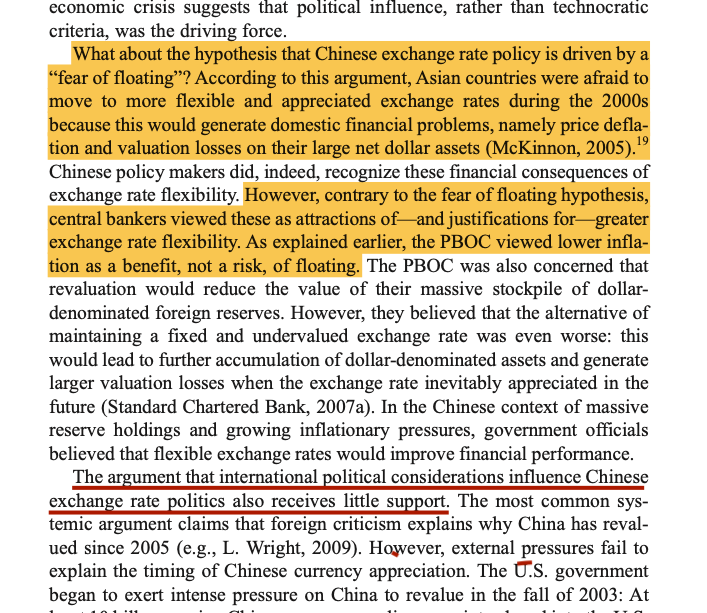 economic crisis suggests that political influence, rather than technocratic
criteria, was the driving force.
What about the hypothesis that Chinese exchange rate policy is driven by a
“fear of floating”? According to this argument, Asian countries were afraid to
move to more flexible and appreciated exchange rates during the 2000s
because this would generate domestic financial problems, namely price defla-
tion and valuation losses on their large net dollar assets (McKinnon, 2005).19
Chinese policy makers did, indeed, recognize these financial consequences of
exchange rate flexibility. However, contrary to the fear of floating hypothesis,
central bankers viewed these as attractions of—and justifications for—greater
exchange rate flexibility. As explained earlier, the PBOC viewed lower infla-
tion as a benefit, not a risk, of floating. The PBOC was also concerned that
revaluation would reduce the value of their massive stockpile of dollar-
denominated foreign reserves. However, they believed that the alternative of
maintaining a fixed and undervalued exchange rate was even worse: this
would lead to further accumulation of dollar-denominated assets and generate
larger valuation losses when the exchange rate inevitably appreciated in the
future (Standard Chartered Bank, 2007a). In the Chinese context of massive
reserve holdings and growing inflationary pressures, government officials
believed that flexible exchange rates would improve financial performance.
The argument that international political considerations influence Chinese
exchange rate politics also receives little support. The most common sys-
temic argument claims that foreign criticism explains why China has reval-
ued since 2005 (e.g., L. Wright, 2009). However, external pressures fail to
explain the timing of Chinese currency appreciation. The U.S. government
began to exert intense pressure on China to revalue in the fall of 2003: At